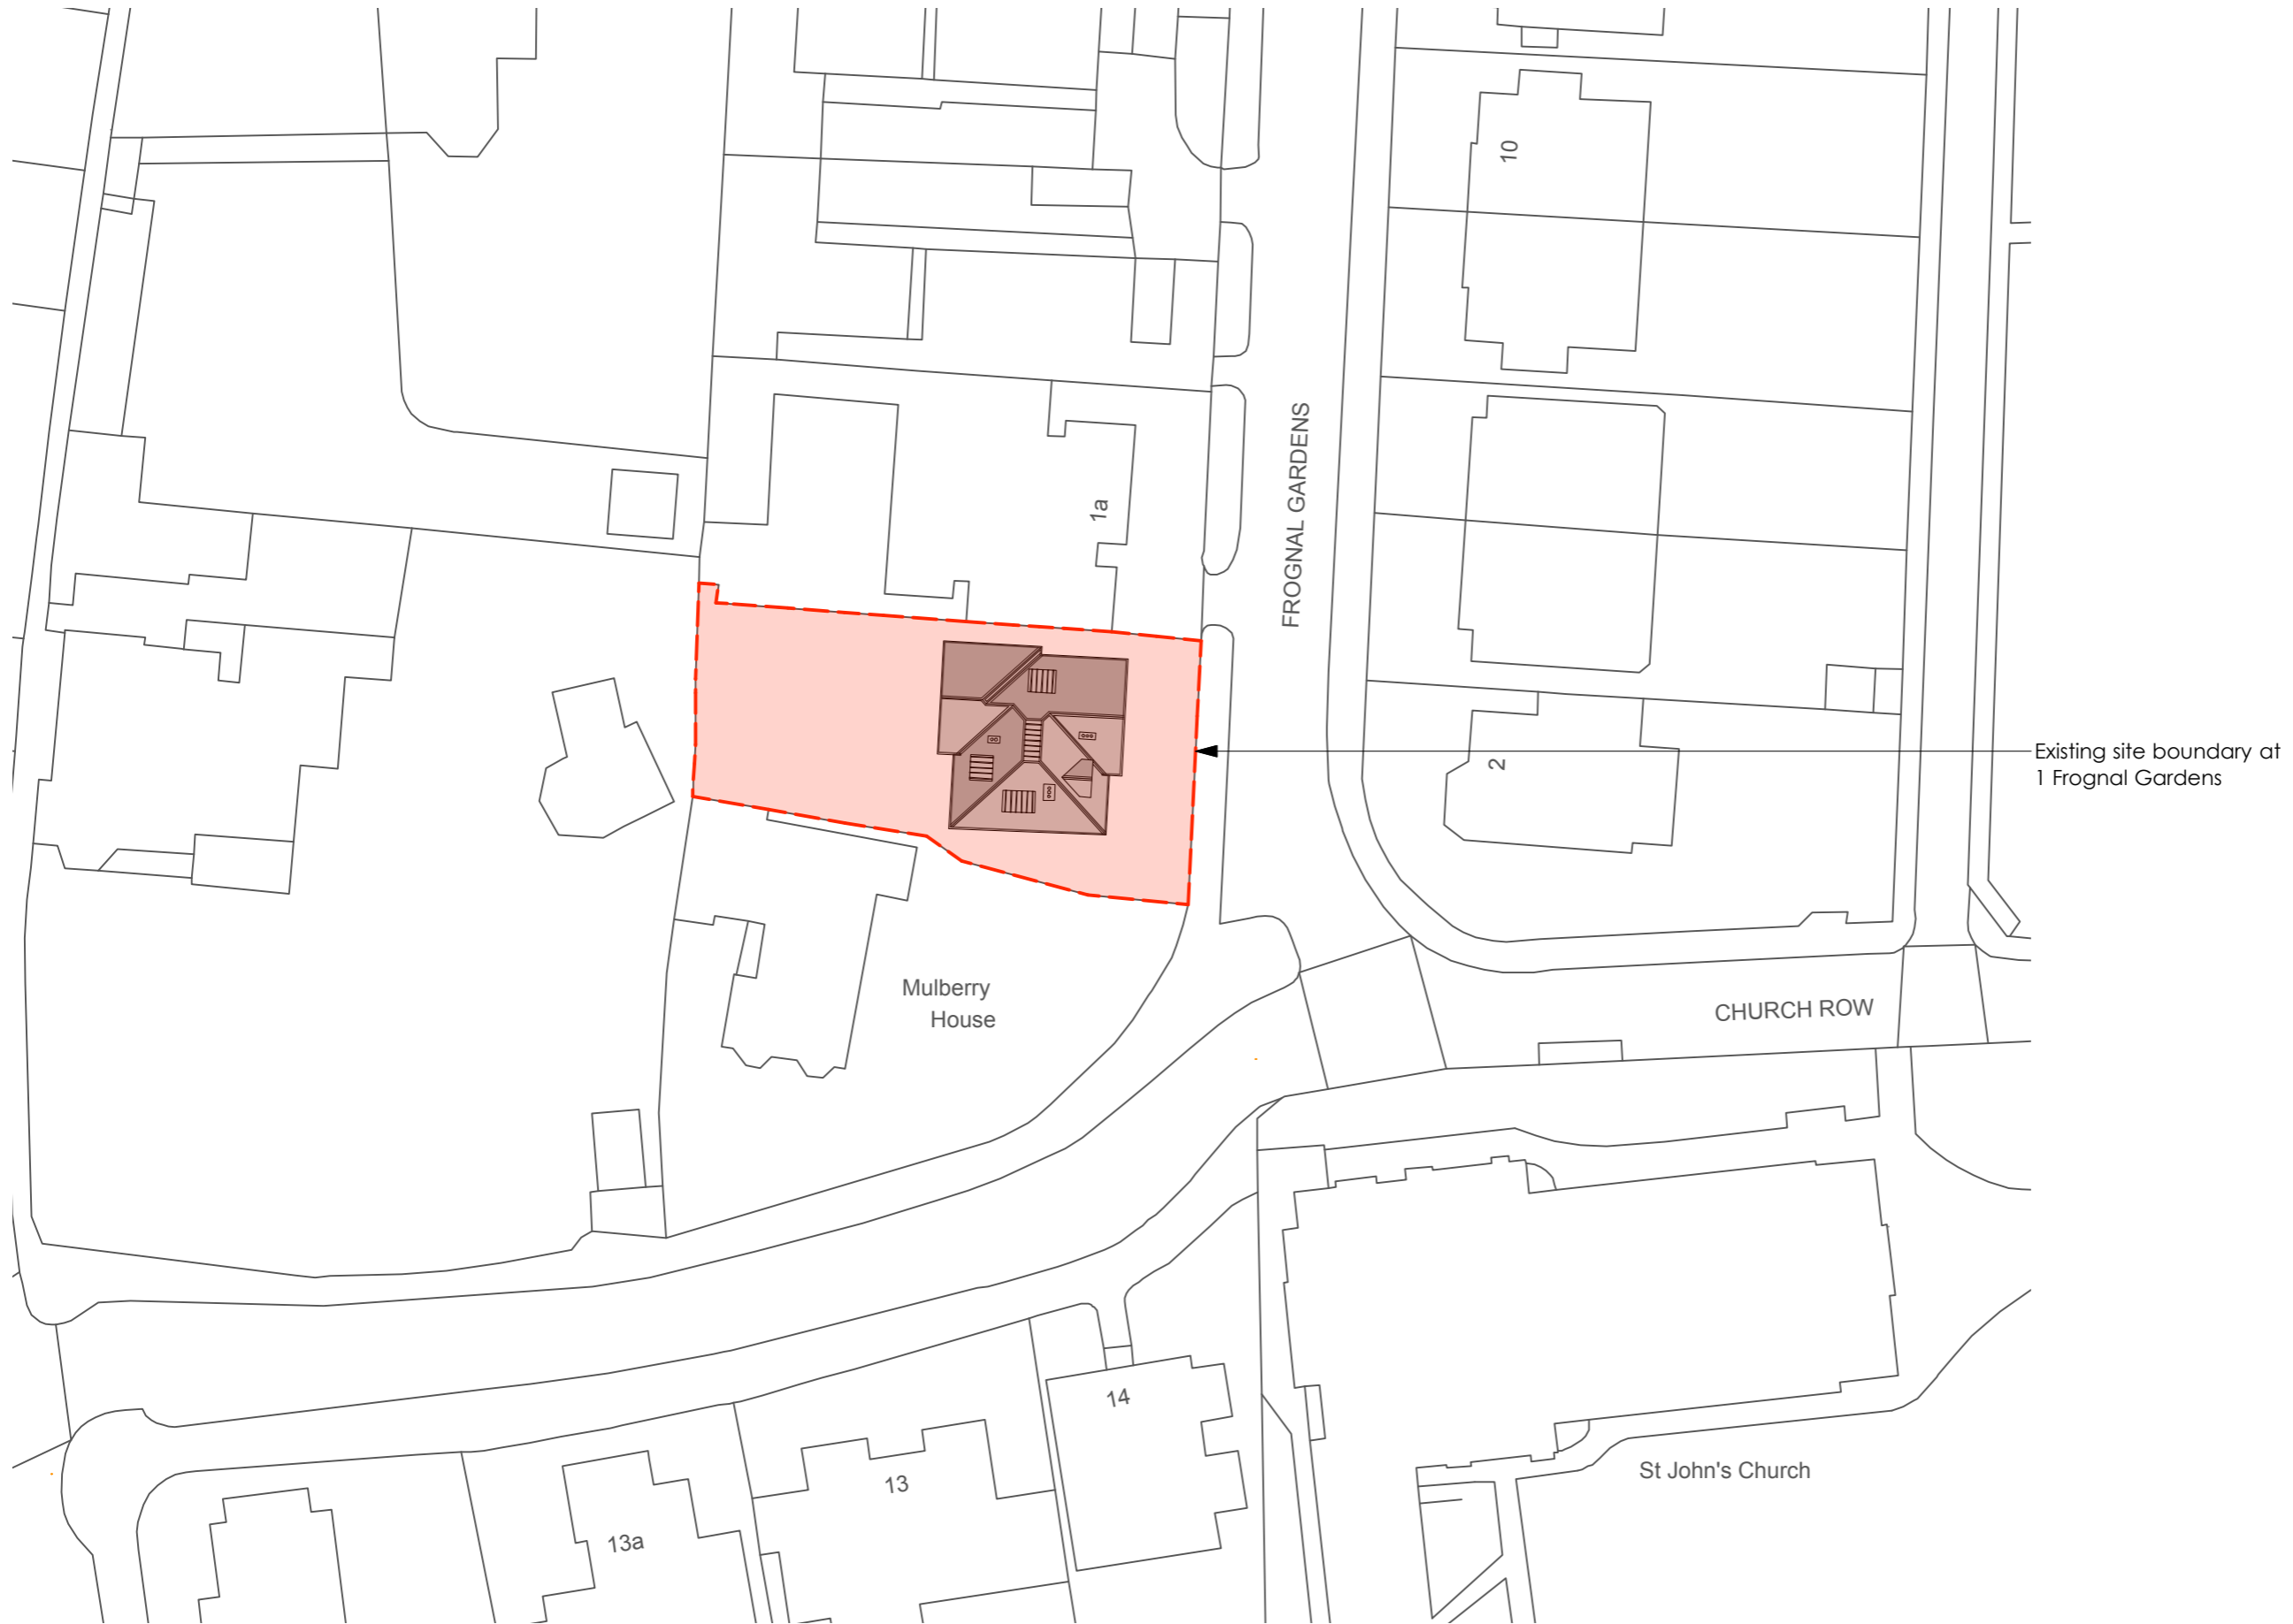 10
FROGNAL GARDENS
1a
Existing site boundary at
1 Frognal Gardens
2
Mulberry
House
CHURCH ROW
14
St John's Church
13
13a